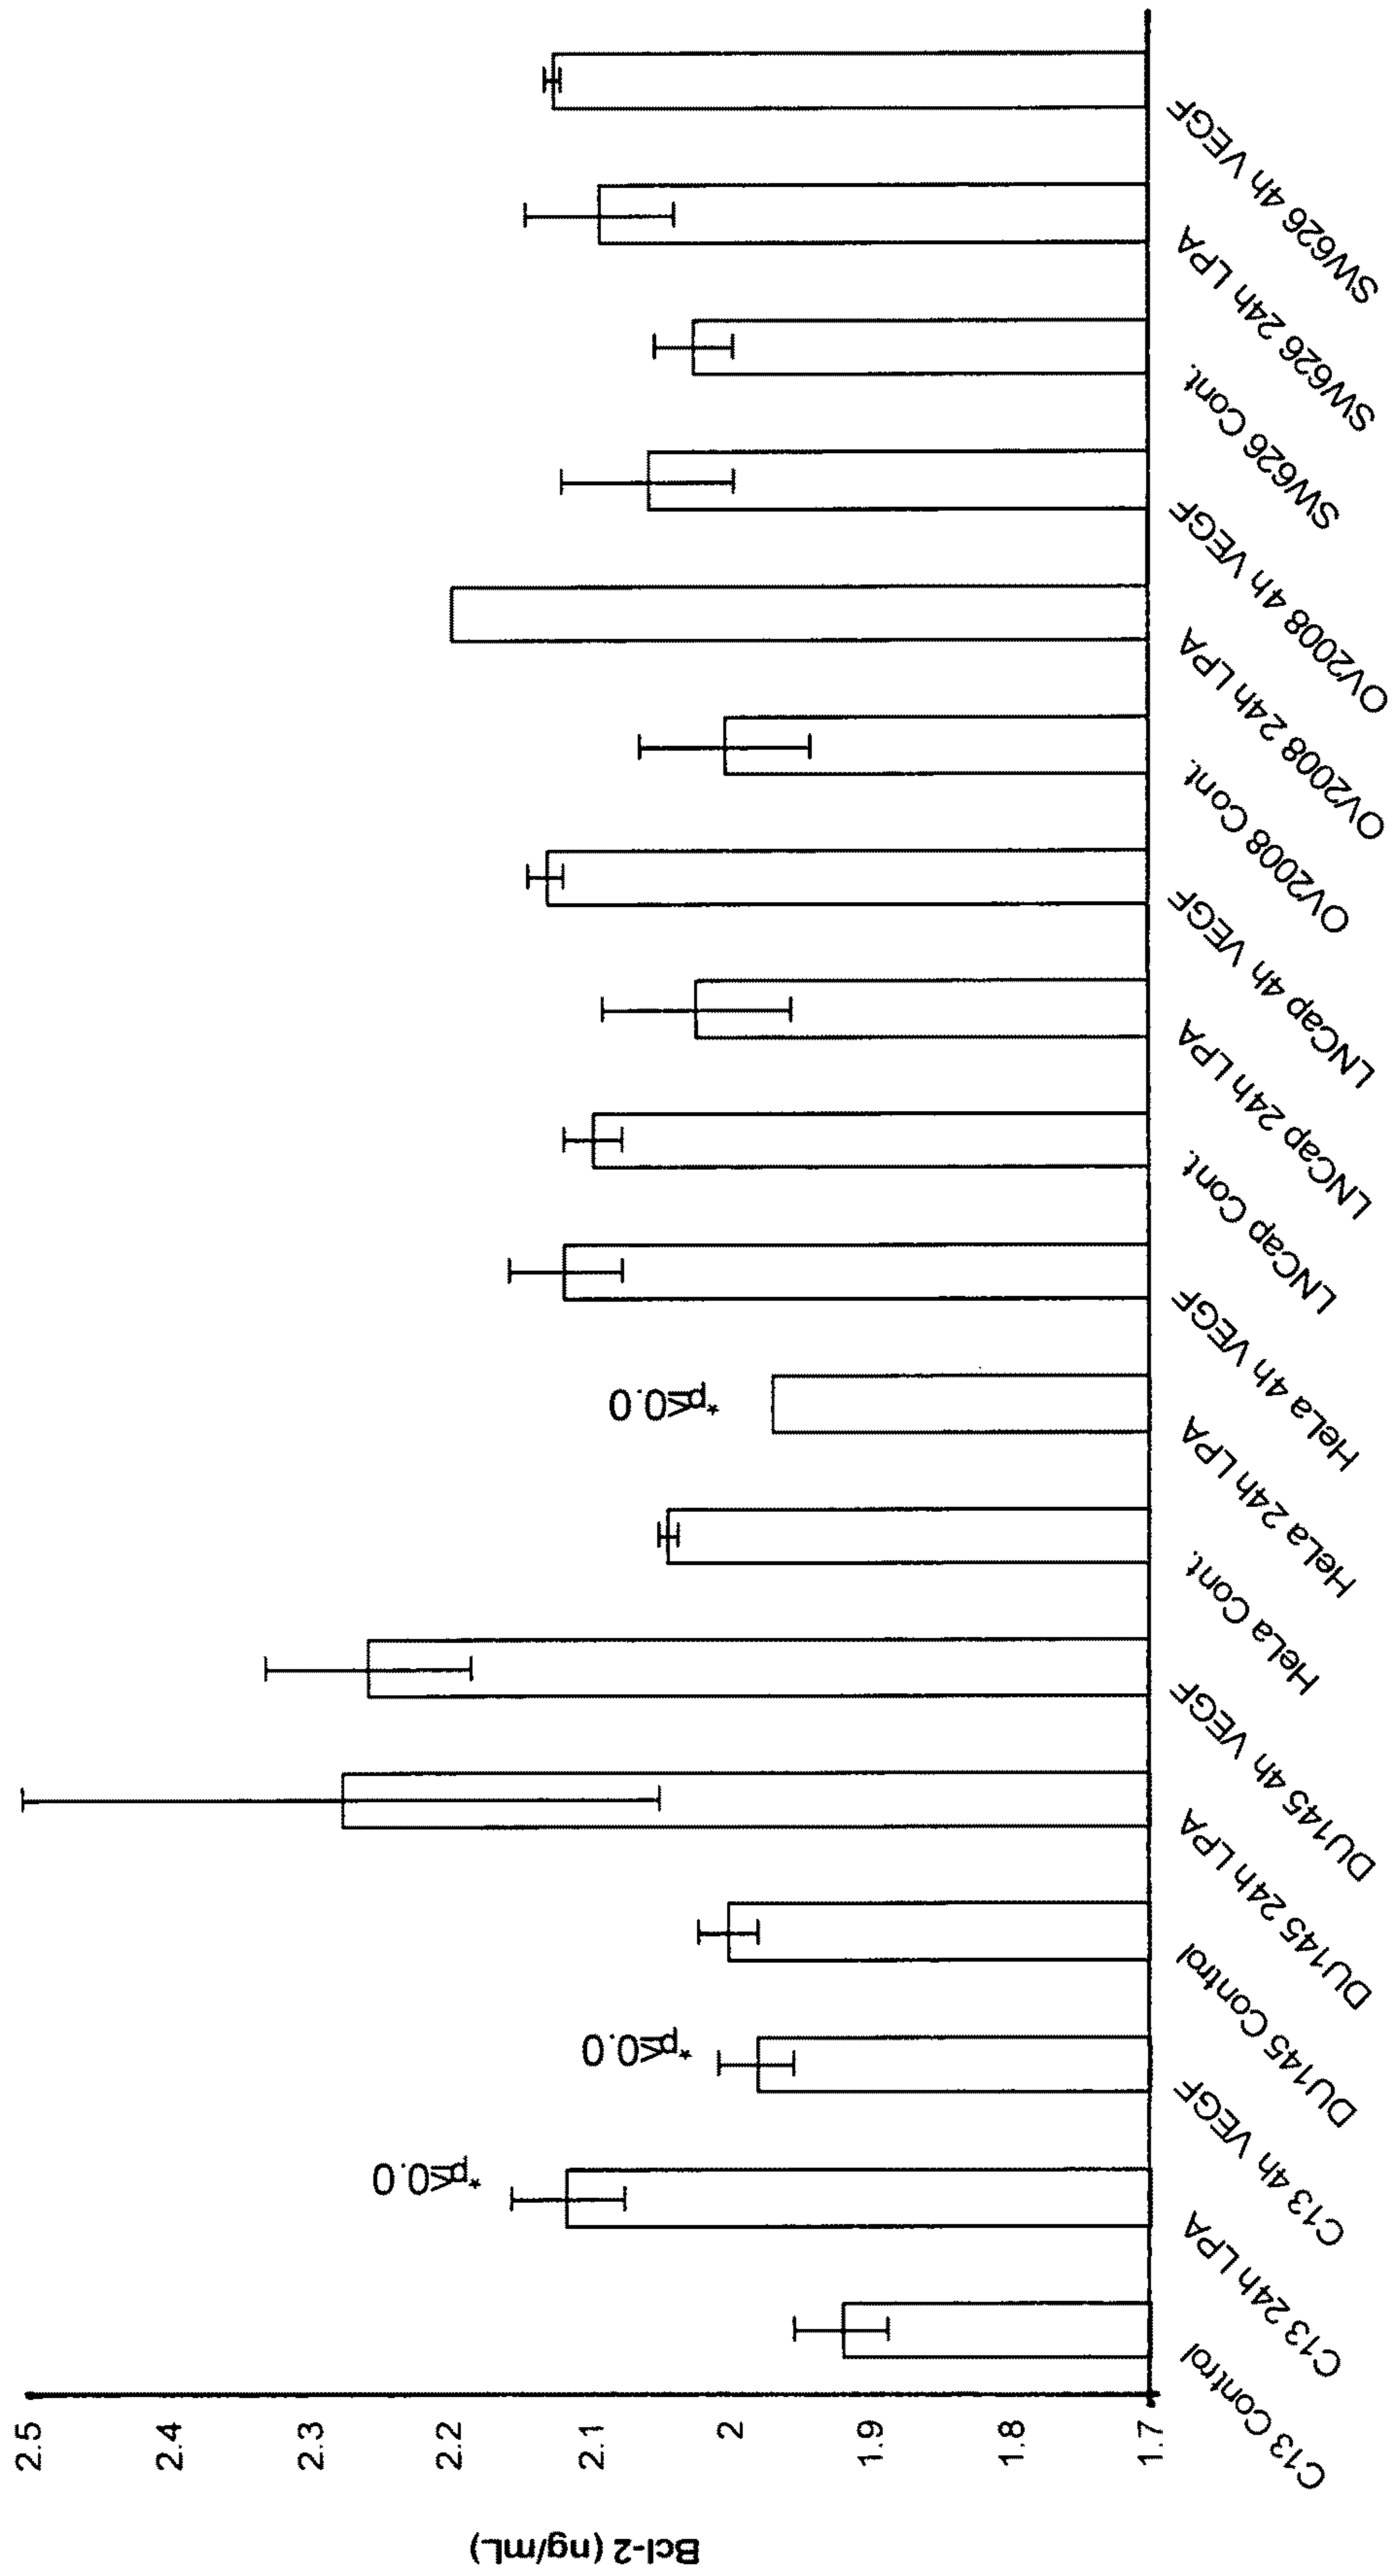 Bcl-2 (ng/mL)
2.5
2.4
2.3
2.2
2.1
2
1.9
1.8
1.7
*p≤0.0
*p≤0.0
*p≤0.0
C13 Control
C13 24h LPA
C13 4h VEGF
DU145 Control
DU145 24h LPA
DU145 4h VEGF
HeLa Cont.
HeLa 24h LPA
HeLa 4h VEGF
LNCap Cont.
LNCap 24h LPA
LNCap 4h VEGF
OV2008 Cont.
OV2008 24h LPA
OV2008 4h VEGF
SW626 Cont.
SW626 24h LPA
SW626 4h VEGF